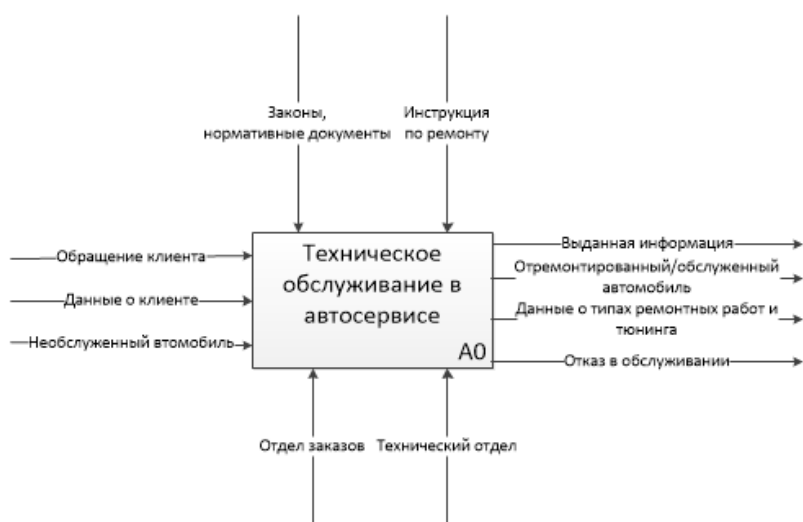 Законы,
нормативные документы
Инструкция
по ремонту
Обращение клиента
Данные о клиенте
Необслуженный втомобиль
Техническое
обслуживание в
автосервисе
A0
Выданная информация
Отремонтированный/обслуженный
автомобиль
Данные о типах ремонтных работ и
тюнинга
Отказ в обслуживании
Отдел заказов
Технический отдел